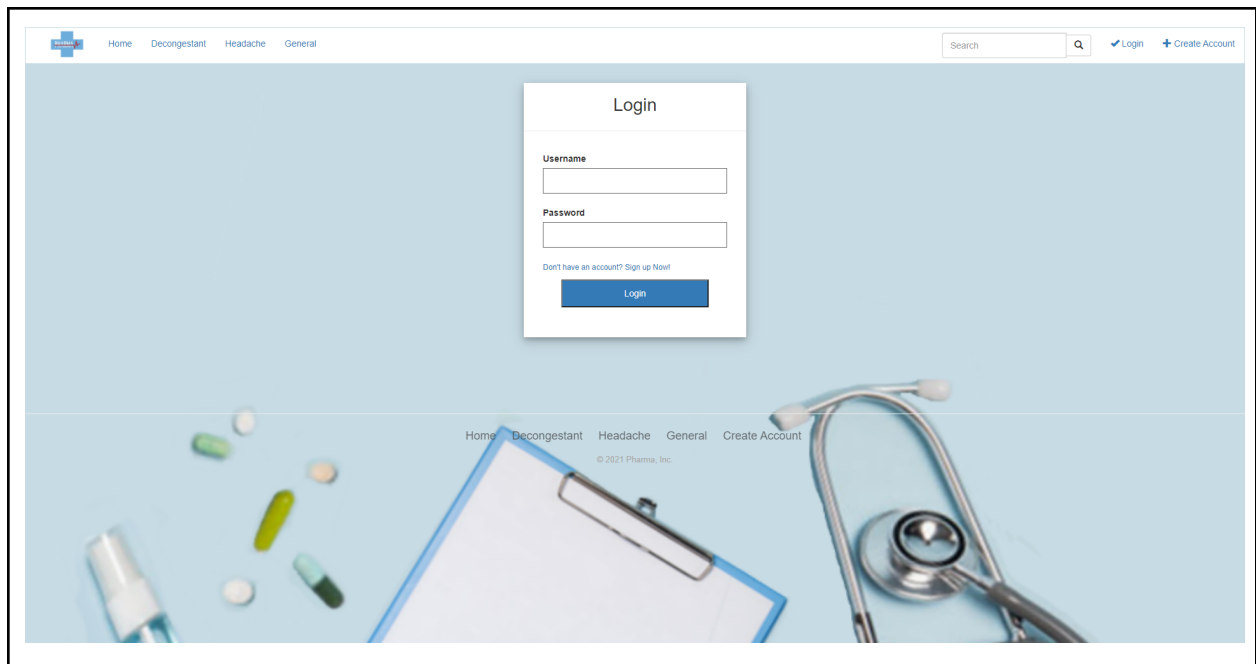 Home Decongestant Headache General Search Login Create Account
Login
Username
Password
Don't have an account? Sign up Now!
Login
Home Decongestant Headache General Create Account
© 2021 Pharma, Inc.